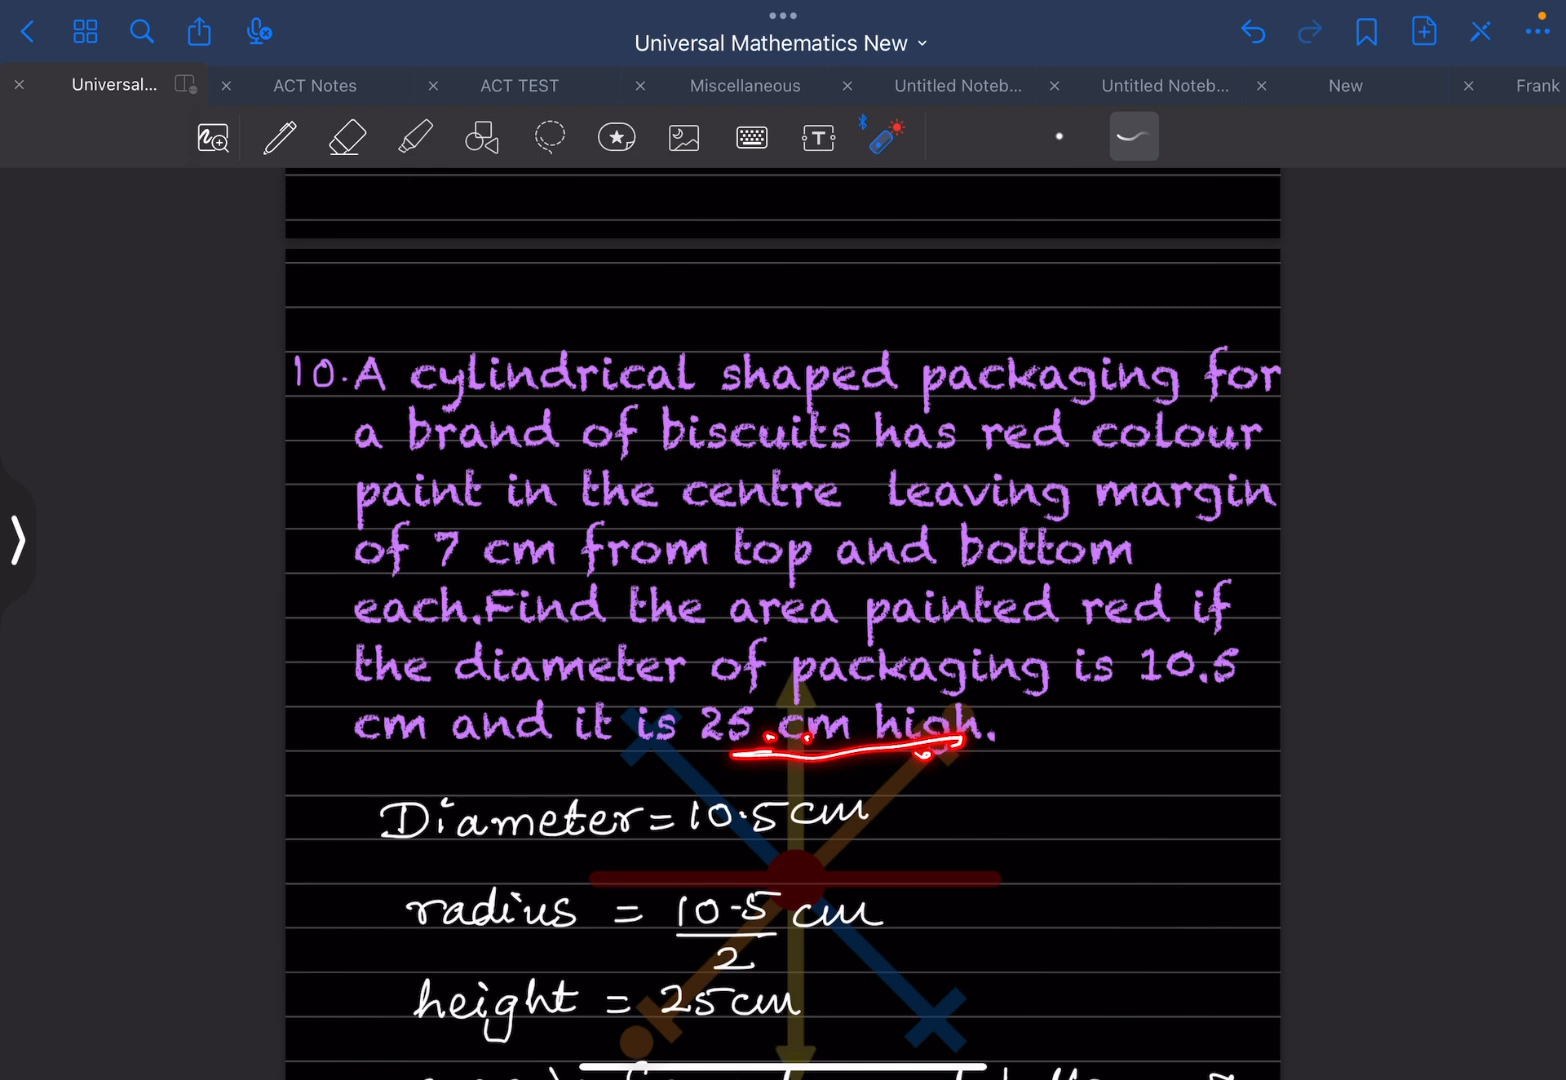 Universal Mathematics New
Universal...
ACT Notes
ACT TEST
Miscellaneous
Untitled Noteb...
Untitled Noteb...
New
Frank
10. A cylindrical shaped packaging for
a brand of biscuits has red colour
paint in the centre leaving margin
of 7 cm from top and bottom
each. Find the area painted red if
the diameter of packaging is 10.5
cm and it is 25 cm high.
Diameter = 10.5 cm
radius = 10.5/2 cm
height = 25 cm